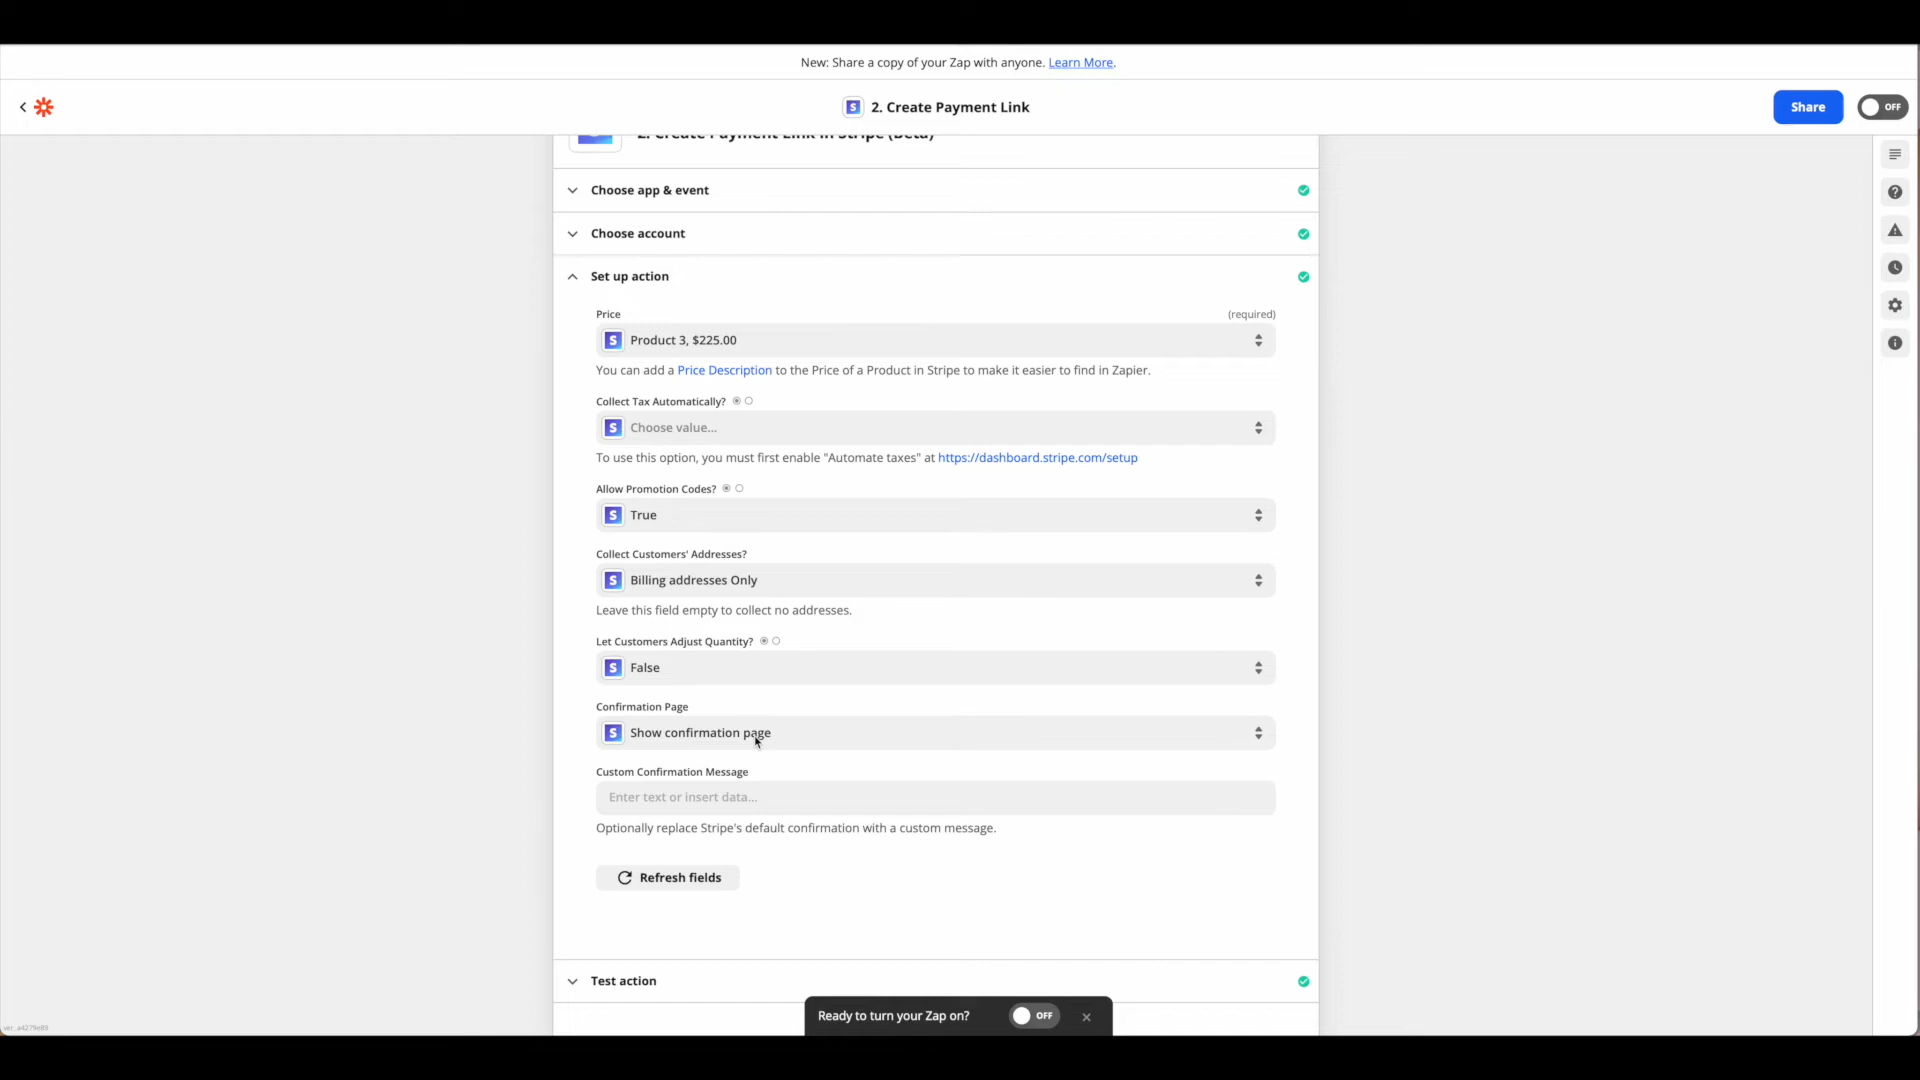 New: Share a copy of your Zap with anyone. Learn More.
2. Create Payment Link
Share
OFF
2. Create Payment Link in Stripe (Beta)
Choose app & event
Choose account
Set up action
Price
(required)
Product 3, $225.00
You can add a Price Description to the Price of a Product in Stripe to make it easier to find in Zapier.
Collect Tax Automatically?
Choose value...
To use this option, you must first enable "Automate taxes" at https://dashboard.stripe.com/setup
Allow Promotion Codes?
True
Collect Customers' Addresses?
Billing addresses Only
Leave this field empty to collect no addresses.
Let Customers Adjust Quantity?
False
Confirmation Page
Show confirmation page
Custom Confirmation Message
Enter text or insert data...
Optionally replace Stripe's default confirmation with a custom message.
Refresh fields
Test action
Ready to turn your Zap on?
OFF
ver. a4279e89